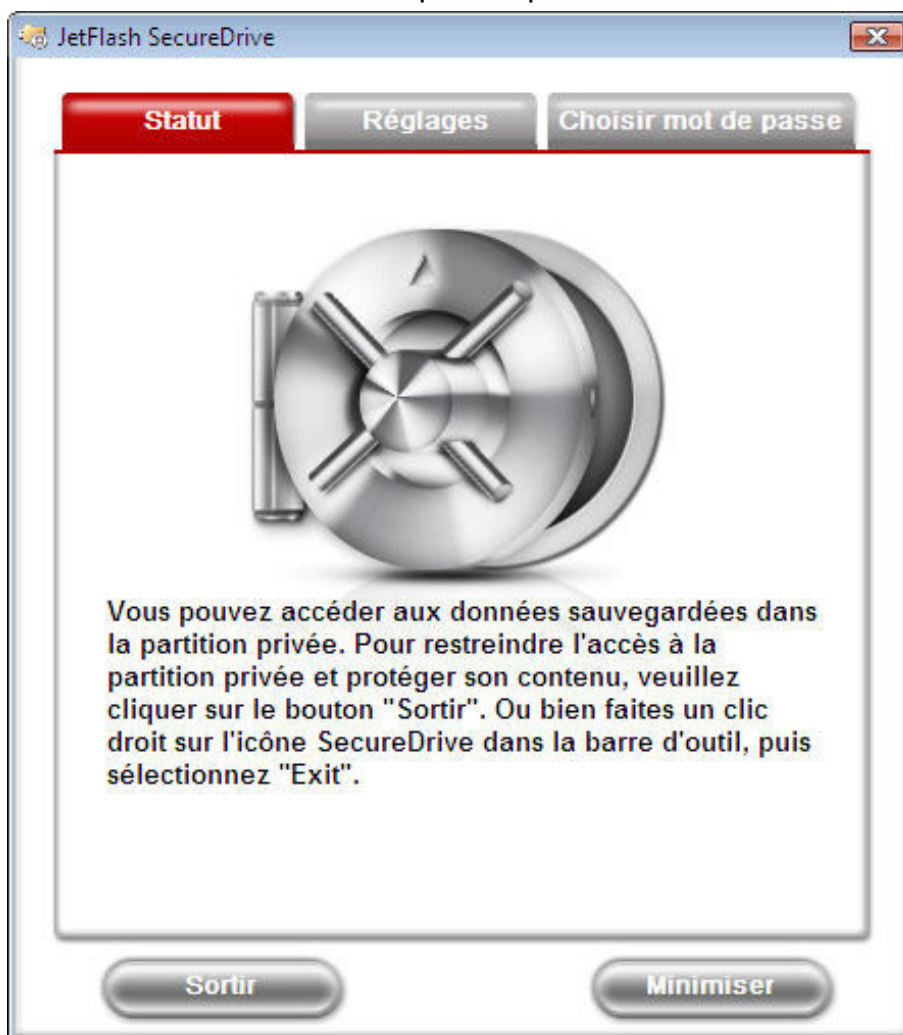 JetFlash SecureDrive
Statut
Réglages
Choisir mot de passe
Vous pouvez accéder aux données sauvegardées dans
la partition privée. Pour restreindre l'accès à la
partition privée et protéger son contenu, veuillez
cliquer sur le bouton "Sortir". Ou bien faites un clic
droit sur l'icône SecureDrive dans la barre d'outil, puis
sélectionnez "Exit".
Sortir
Minimiser